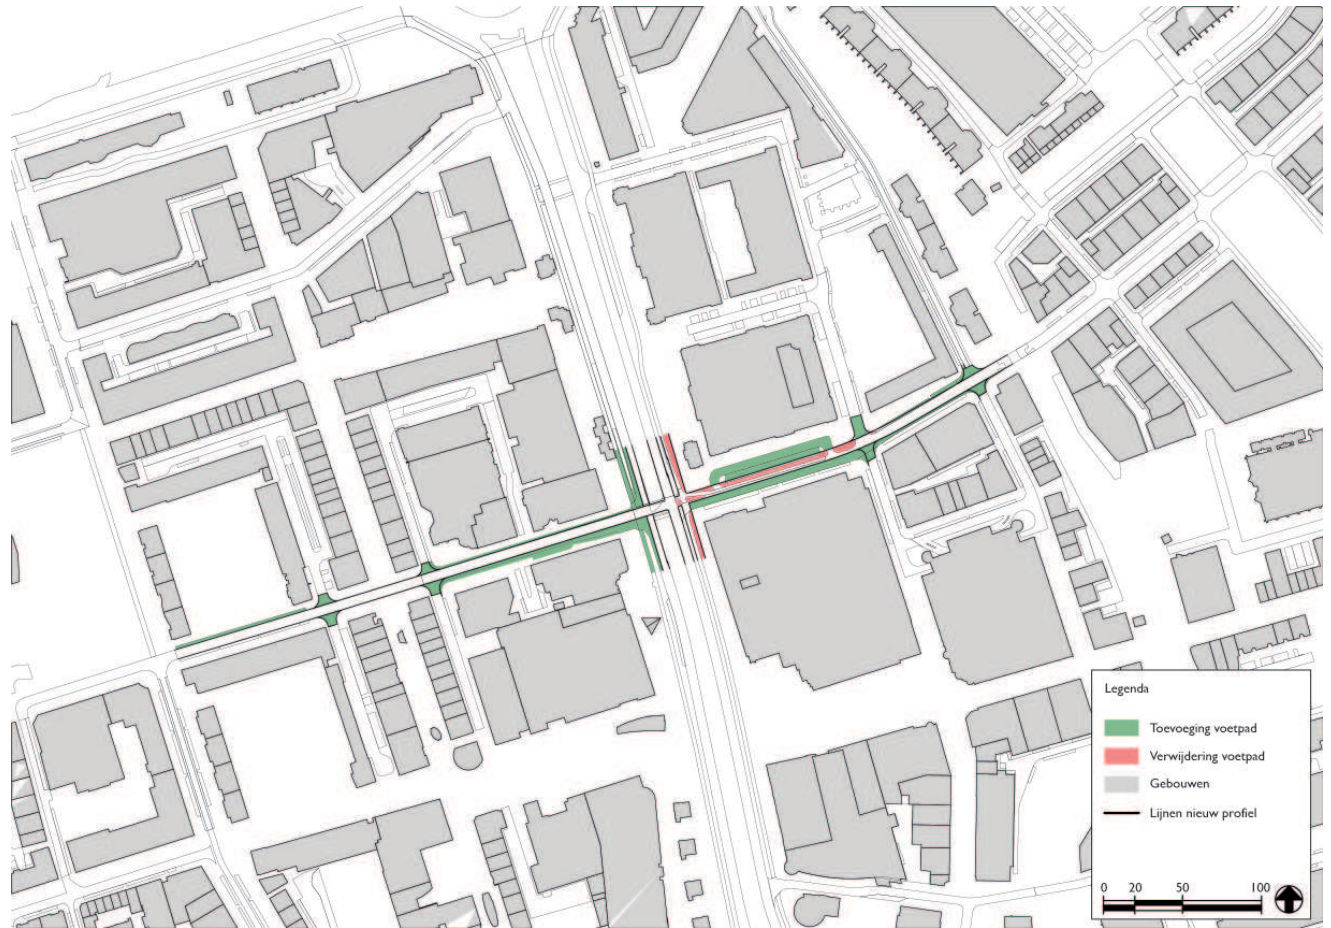 Legenda
Toevoeging voetpad
Verwijdering voetpad
Gebouwen
Lijnen nieuw profiel
0 20 50 100